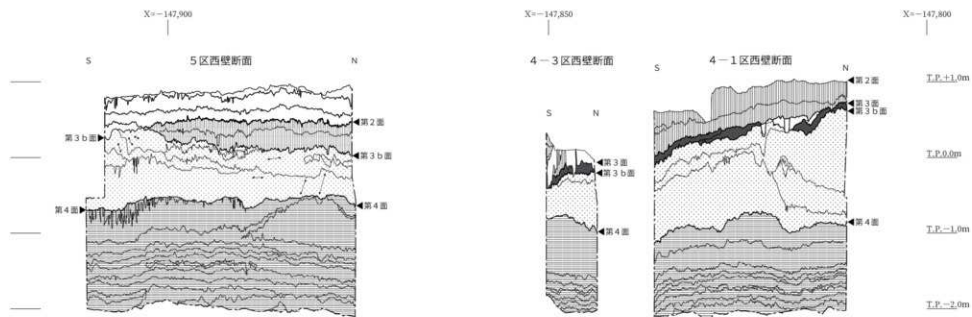 X=−147,900
X=−147,850
X=−147,800
5区西壁断面
S
N
第2面
第3b面
第3b面
第4面
第4面
4−3区西壁断面
S
N
第3面
第3b面
第4面
4−1区西壁断面
S
N
第2面
第3面
第3b面
第4面
T.P.+1.0m
T.P.0.0m
T.P.−1.0m
T.P.−2.0m